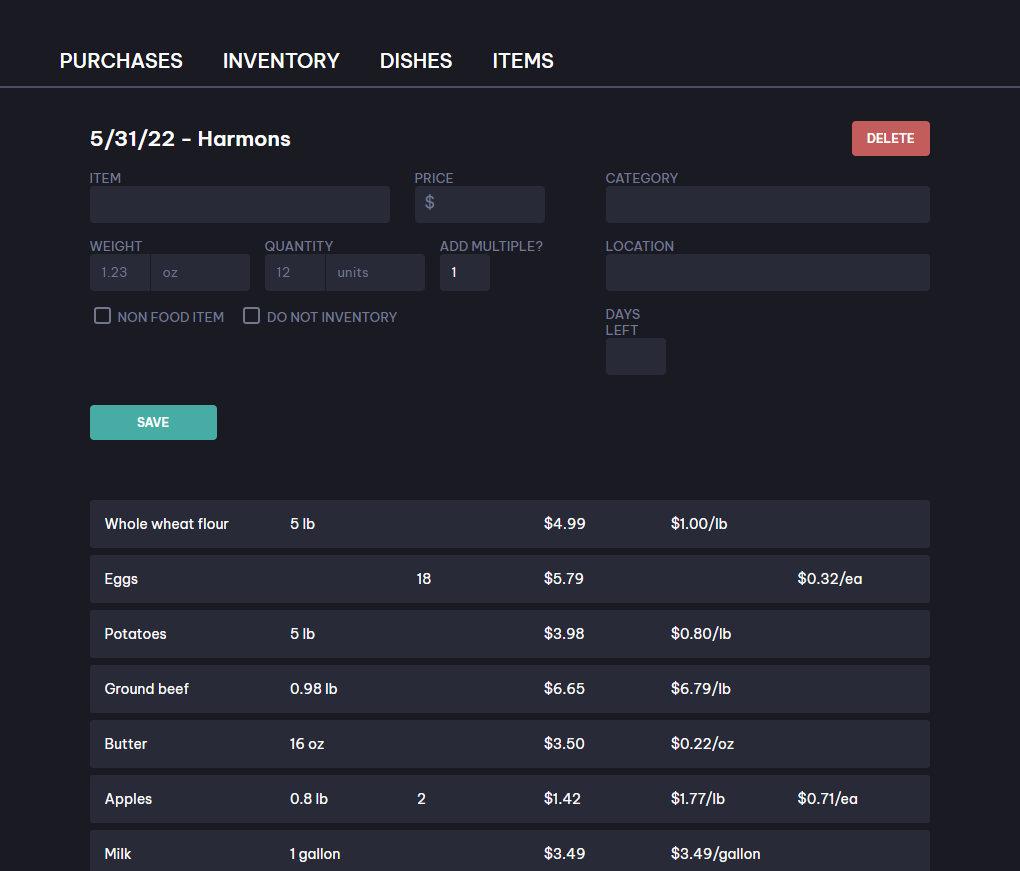 PURCHASES INVENTORY DISHES ITEMS
5/31/22 - Harmons DELETE
ITEM PRICE CATEGORY
$
WEIGHT QUANTITY ADD MULTIPLE? LOCATION
1.23 oz 12 units 1
NON FOOD ITEM DO NOT INVENTORY DAYS
LEFT
SAVE
Whole wheat flour 5 lb $4.99 $1.00/lb
Eggs 18 $5.79 $0.32/ea
Potatoes 5 lb $3.98 $0.80/lb
Ground beef 0.98 lb $6.65 $6.79/lb
Butter 16 oz $3.50 $0.22/oz
Apples 0.8 lb 2 $1.42 $1.77/lb $0.71/ea
Milk 1 gallon $3.49 $3.49/gallon